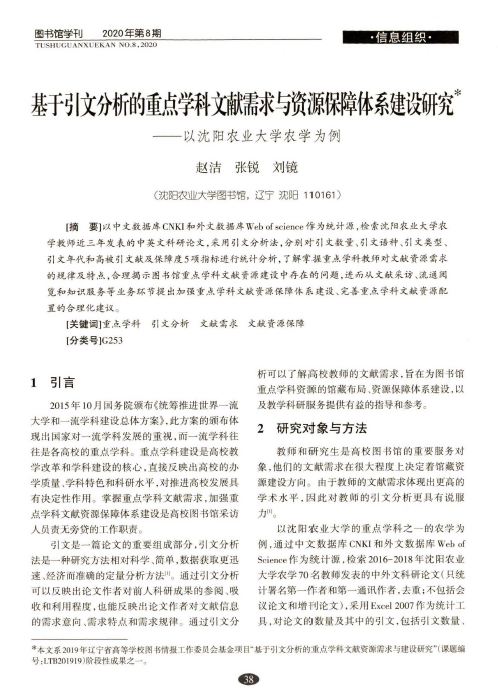 图书馆学刊 2020年第8期
TUSHUGUANXUEKAN NO.8, 2020
·信息组织·
基于引文分析的重点学科文献需求与资源保障体系建设研究*
——以沈阳农业大学农学为例
赵洁 张锐 刘镜
(沈阳农业大学图书馆，辽宁 沈阳 110161)
[摘 要]以中文数据库CNKI和外文数据库Web of science作为统计源,检索沈阳农业大学农
学教师近三年发表的中英文科研论文,采用引文分析法,分别对引文数量、引文语种、引文类型、
引文年代和高被引文献及保障度5项指标进行统计分析,了解掌握重点学科教师对文献资源需求
的规律及特点,合理揭示图书馆重点学科文献资源建设中存在的问题,进而从文献采访、流通阅
览和知识服务等业务环节提出加强重点学科文献资源保障体系建设、完善重点学科文献资源配
置的合理化建议。
[关键词]重点学科 引文分析 文献需求 文献资源保障
[分类号]G253
1 引言
2015年10月国务院颁布《统筹推进世界一流
大学和一流学科建设总体方案》,此方案的颁布体
现出国家对一流学科发展的重视,而一流学科往
往是各高校的重点学科。重点学科建设是高校教
学改革和学科建设的核心,直接反映出高校的办
学质量、学科特色和科研水平,对推进高校发展具
有决定性作用。掌握重点学科文献需求,加强重
点学科文献资源保障体系建设是高校图书馆采访
人员责无旁贷的工作职责。
引文是一篇论文的重要组成部分,引文分析
法是一种研究方法相对科学、简单,数据获取更迅
速、经济而准确的定量分析方法[1]。通过引文分析
可以反映出论文作者对前人科研成果的参阅、吸
收和利用程度,也能反映出论文作者对文献信息
的需求意向、需求特点和需求规律。通过引文分
析可以了解高校教师的文献需求,旨在为图书馆
重点学科资源的馆藏布局、资源保障体系建设,以
及教学科研服务提供有益的指导和参考。
2 研究对象与方法
教师和研究生是高校图书馆的重要服务对
象,他们的文献需求在很大程度上决定着馆藏资
源建设方向。由于教师的文献需求体现出更高的
学术水平,因此对教师的引文分析更具有说服
力[2]。
以沈阳农业大学的重点学科之一的农学为
例,通过中文数据库CNKI和外文数据库Web of
Science作为统计源,检索2016~2018年沈阳农业
大学农学70名教师发表的中外文科研论文(只统
计署名第一作者和第一通讯作者,去重;不包括会
议论文和增刊论文),采用Excel 2007作为统计工
具,对论文的数量及其中的引文,包括引文数量、
*本文系2019年辽宁省高等学校图书情报工作委员会基金项目“基于引文分析的重点学科文献资源需求与建设研究”(课题编
号:LTB201919)阶段性成果之一。
38